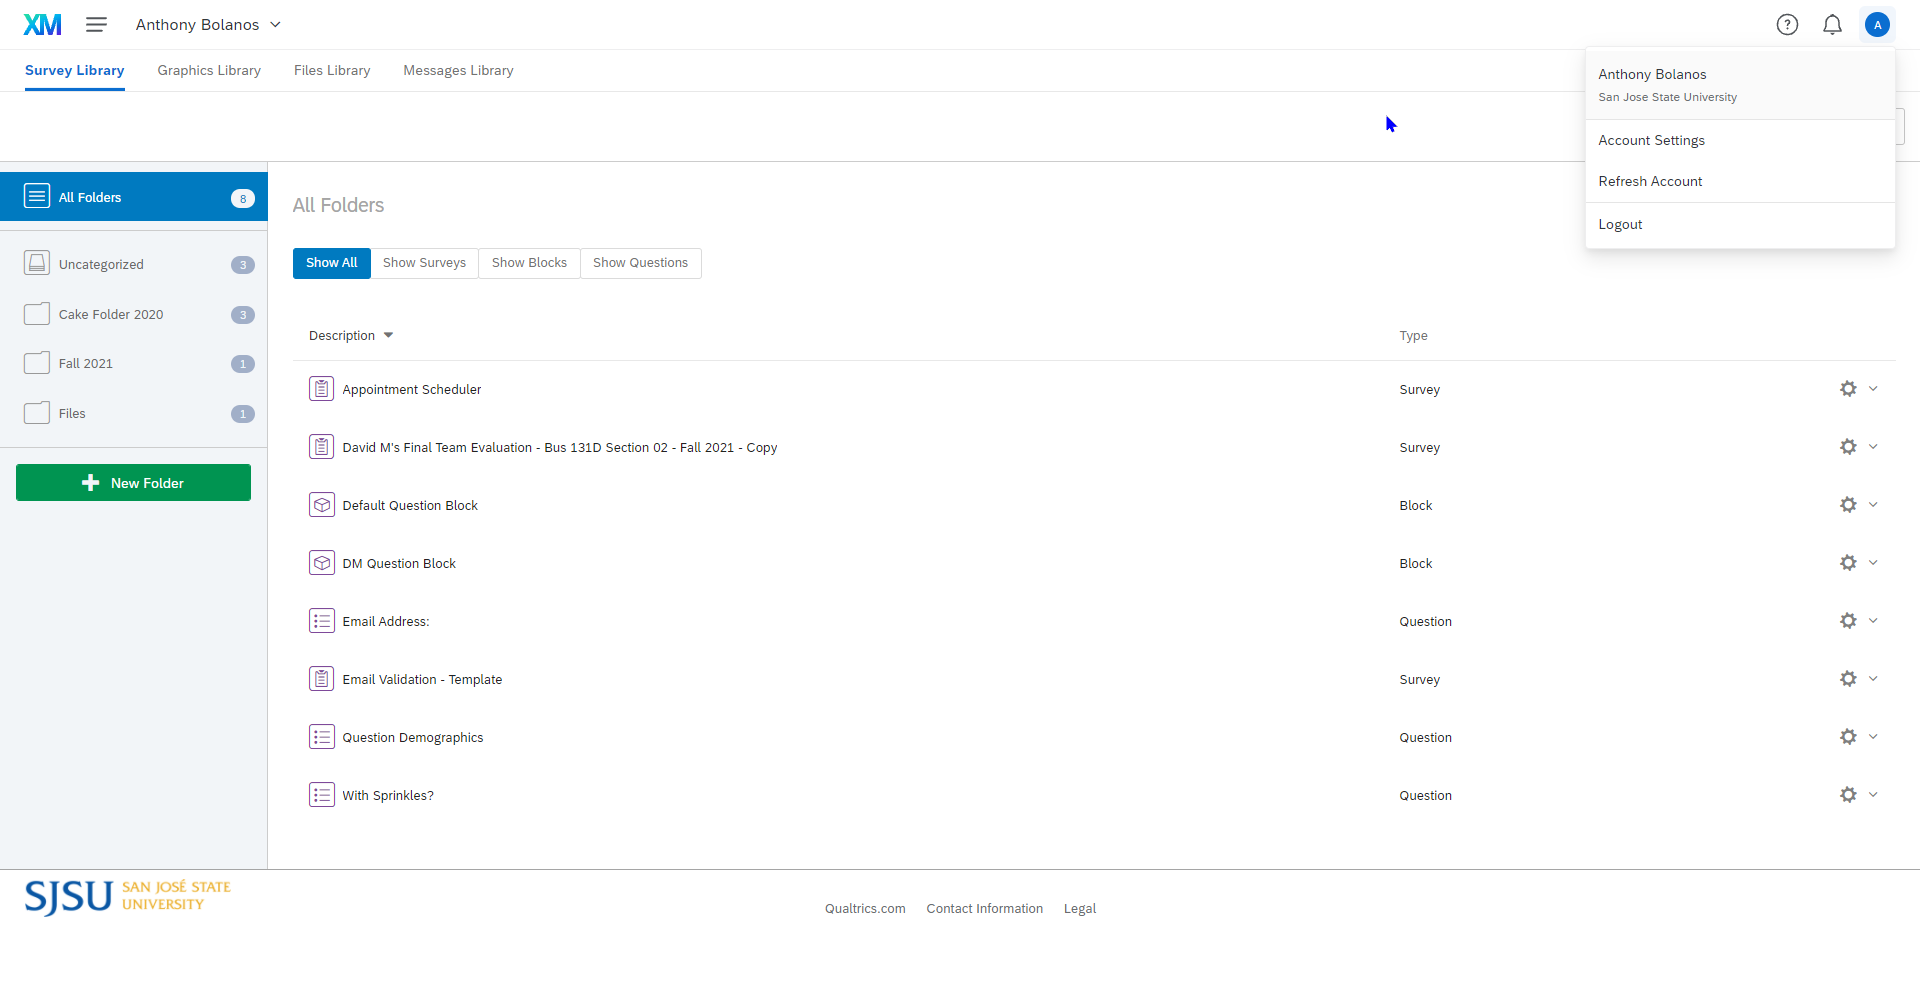 XM
Anthony Bolanos
?
A
Survey Library
Graphics Library
Files Library
Messages Library
Anthony Bolanos
San Jose State University
Account Settings
Refresh Account
Logout
All Folders
8
Uncategorized
3
Cake Folder 2020
3
Fall 2021
1
Files
1
New Folder
All Folders
Show All
Show Surveys
Show Blocks
Show Questions
Description
Type
Appointment Scheduler
Survey
David M's Final Team Evaluation - Bus 131D Section 02 - Fall 2021 - Copy
Survey
Default Question Block
Block
DM Question Block
Block
Email Address:
Question
Email Validation - Template
Survey
Question Demographics
Question
With Sprinkles?
Question
SJSU
SAN JOSÉ STATE
UNIVERSITY
Qualtrics.com
Contact Information
Legal